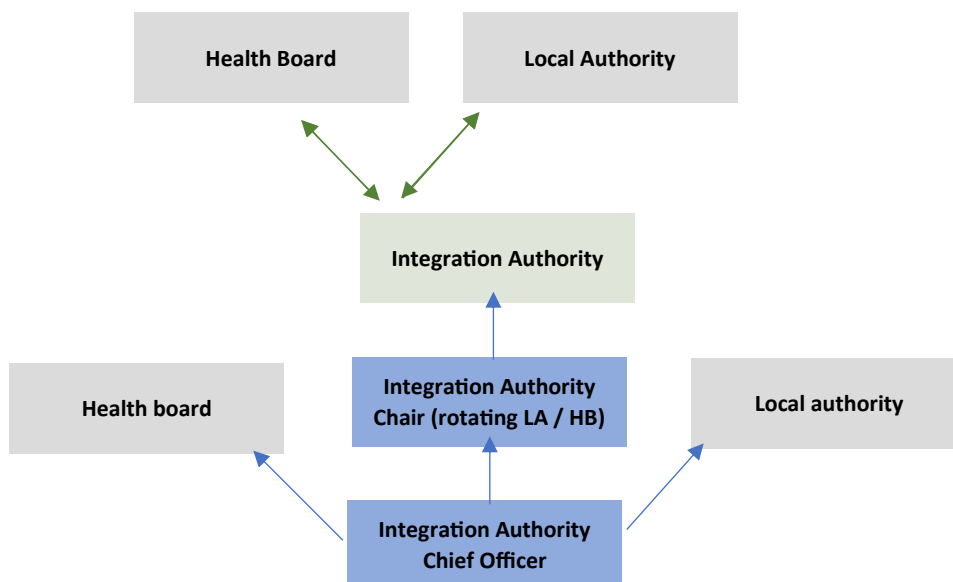 Health Board
Local Authority
Integration Authority
Health board
Integration Authority
Chair (rotating LA / HB)
Local authority
Integration Authority
Chief Officer